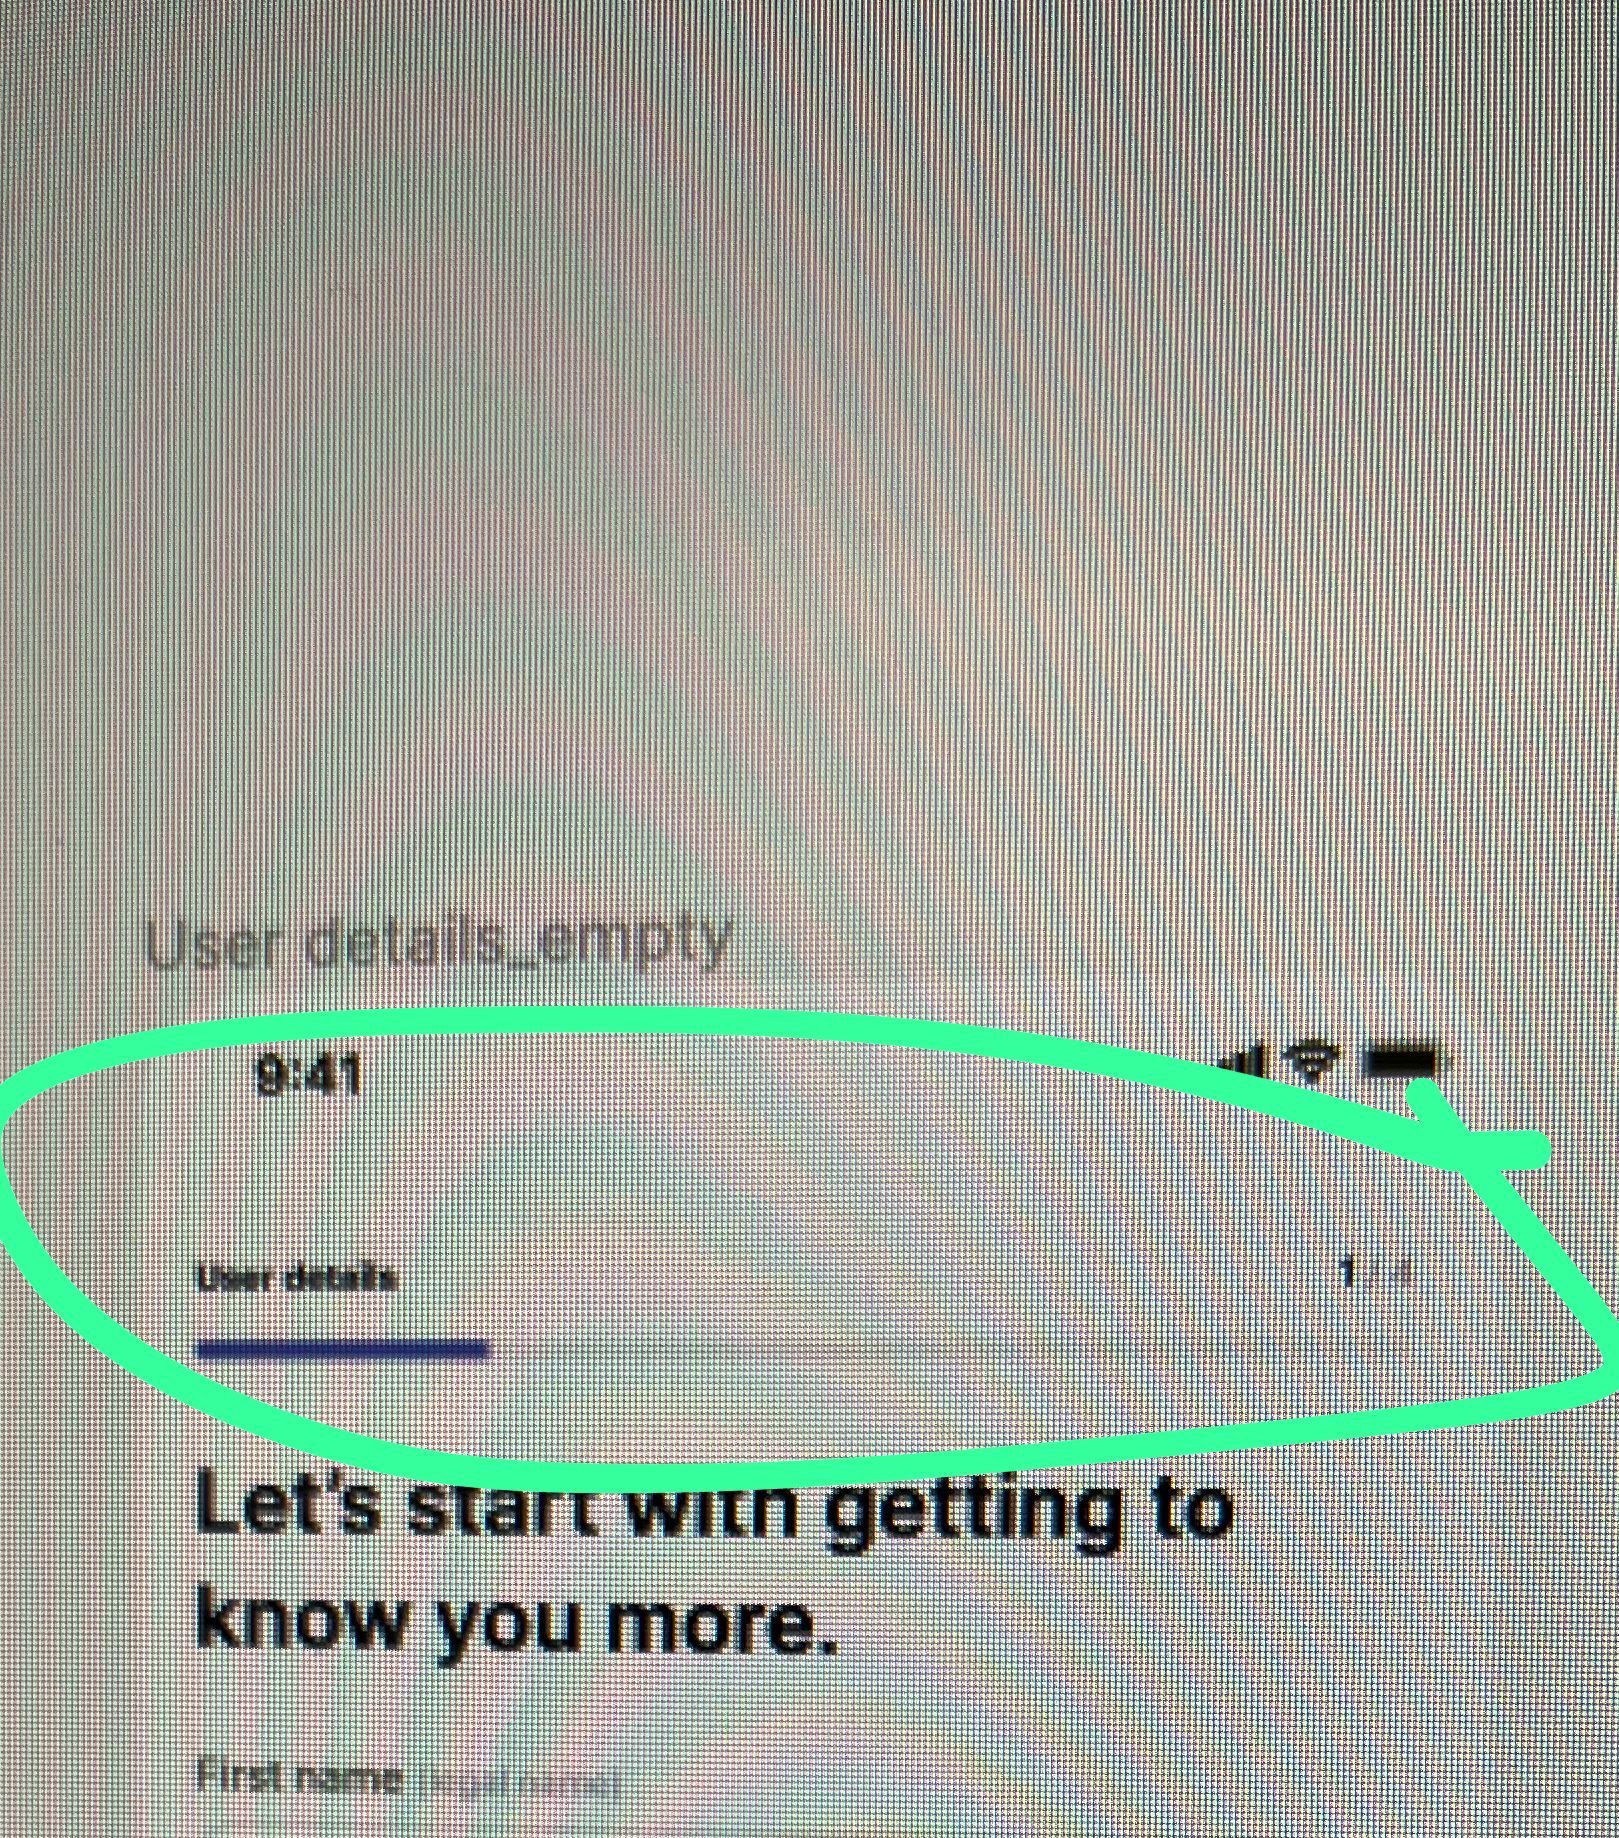 User details_empty
9:41
User details
1 / 4
Let's start with getting to
know you more.
First name (legal name)